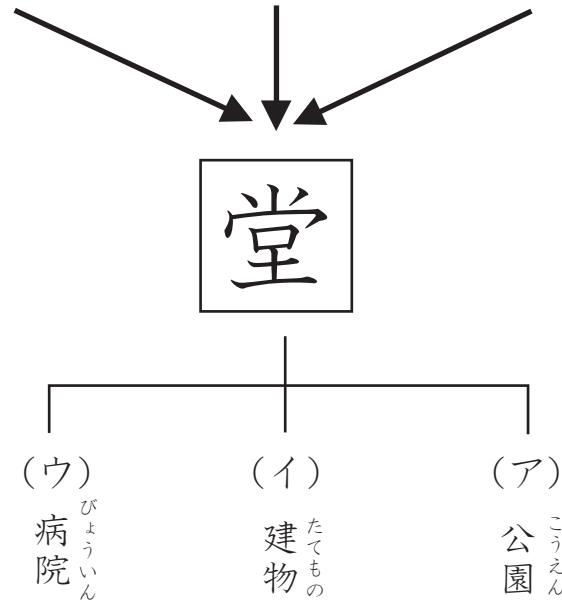 堂
（ア）
公園
こうえん
（イ）
建物
たてもの
（ウ）
病院
びょういん